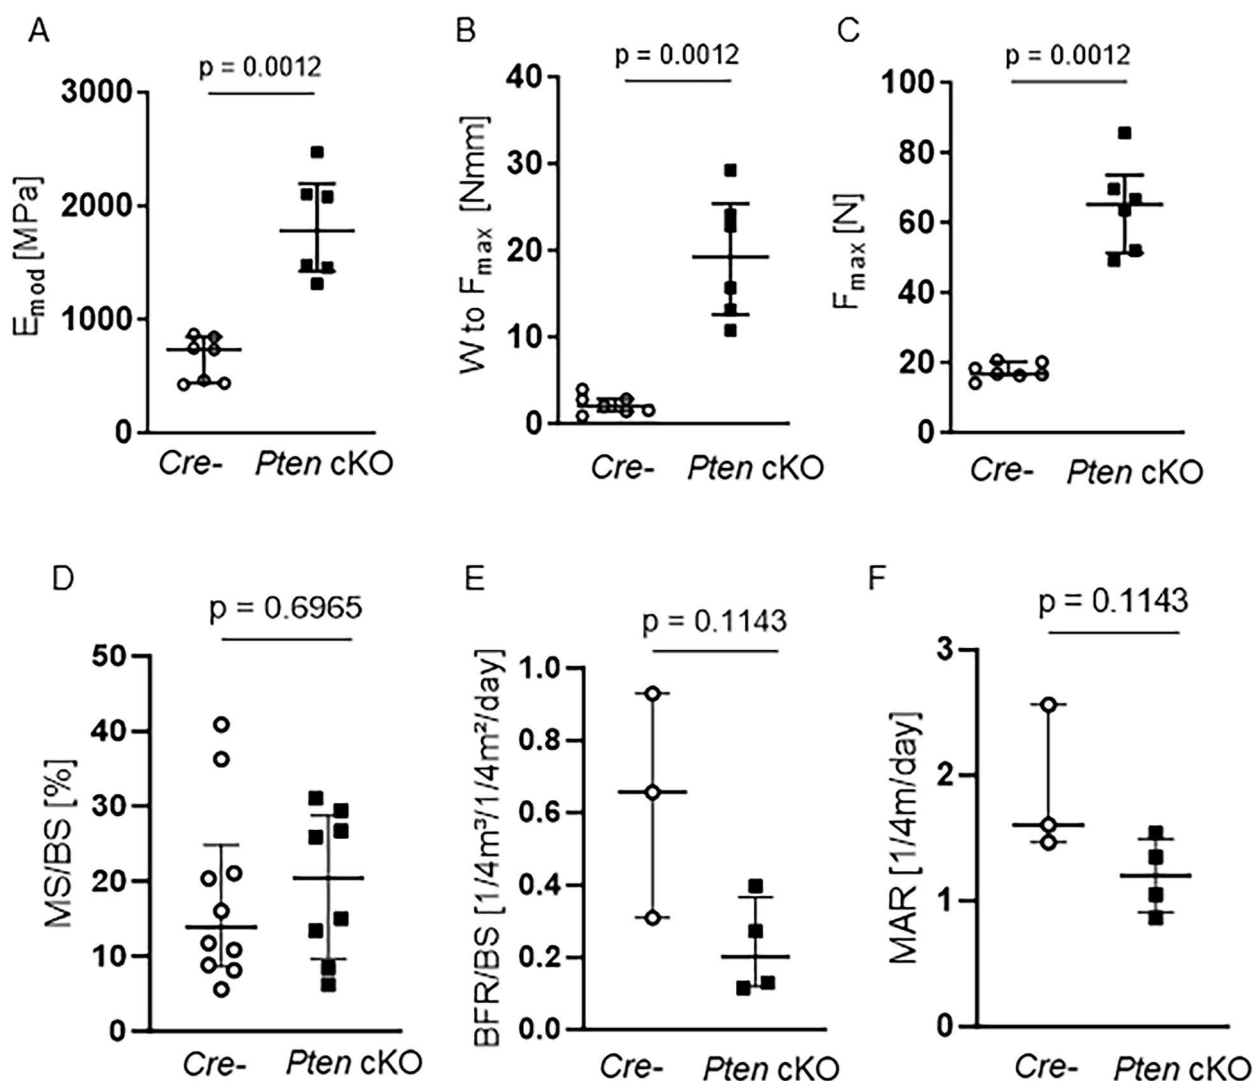 A
p = 0.0012
E mod [MPa]
3000
2000
1000
0
Cre- Pten cKO
B
p = 0.0012
W to F max [Nmm]
40
30
20
10
0
Cre- Pten cKO
C
p = 0.0012
F max [N]
100
80
60
40
20
0
Cre- Pten cKO
D
p = 0.6965
MS/BS [%]
50
40
30
20
10
0
Cre- Pten cKO
E
p = 0.1143
BFR/BS [1/4m³/1/4m²/day]
1.0
0.8
0.6
0.4
0.2
0.0
Cre- Pten cKO
F
p = 0.1143
MAR [1/4m/day]
3
2
1
0
Cre- Pten cKO